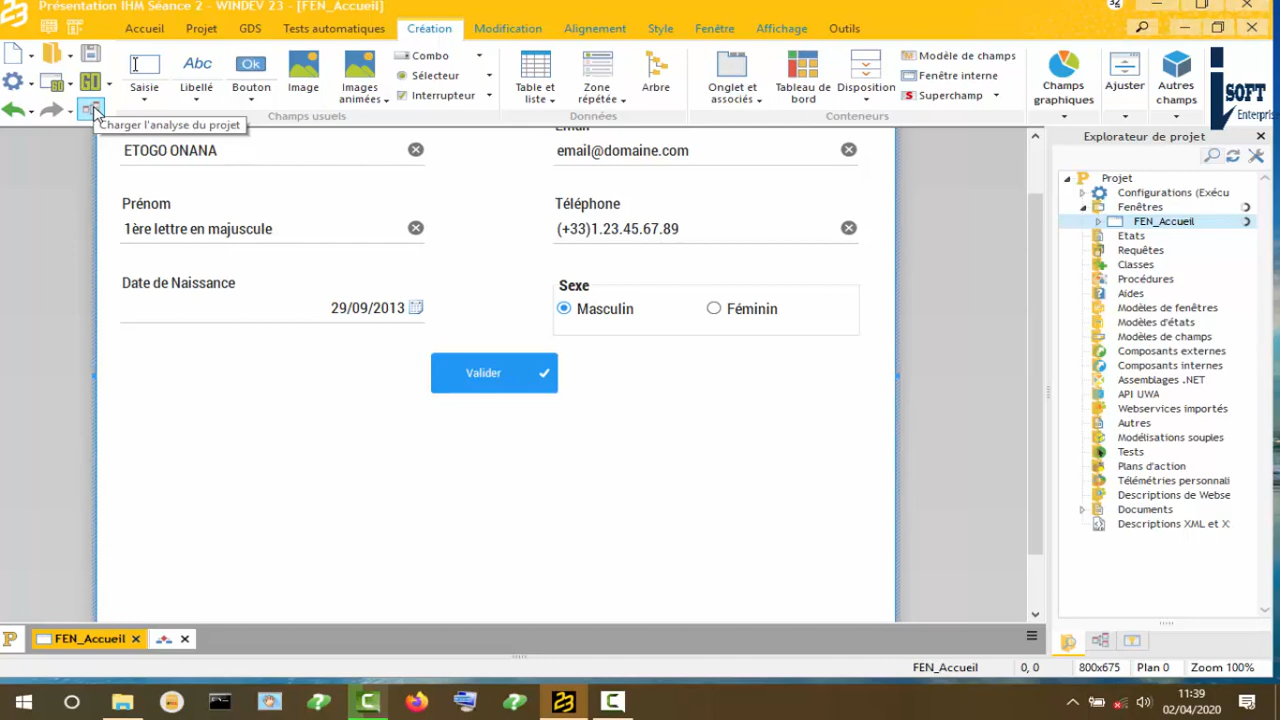 Présentation IHM Séance 2 - WINDEV 23 - [FEN_Accueil]
Accueil Projet GDS Tests automatiques Création Modification Alignement Style Fenêtre Affichage Outils
Saisie
Abc
Libellé
Ok
Bouton
Image
Images
animées
Combo
Sélecteur
Interrupteur
Table et
liste
Zone
répétée
Arbre
Onglet et
associés
Tableau de
bord
Disposition
Modèle de champs
Fenêtre interne
Superchamp
Champs
graphiques
Ajuster
Autres
champs
Champs usuels
Données
Conteneurs
SOFT
Enterprise
Charger l'analyse du projet
Email
ETOGO ONANA
email@domaine.com
Prénom
Téléphone
1ère lettre en majuscule
(+33)1.23.45.67.89
Date de Naissance
Sexe
29/09/2013
Masculin
Féminin
Valider
Explorateur de projet
Projet
Configurations (Exécu
Fenêtres
FEN_Accueil
Etats
Requêtes
Classes
Procédures
Aides
Modèles de fenêtres
Modèles d'états
Modèles de champs
Composants externes
Composants internes
Assemblages .NET
API UWA
Webservices importés
Autres
Modélisations souples
Tests
Plans d'action
Télémétries personnali
Descriptions de Webse
Documents
Descriptions XML et X
FEN_Accueil
FEN_Accueil 0, 0 800x675 Plan 0 Zoom 100%
11:39
02/04/2020